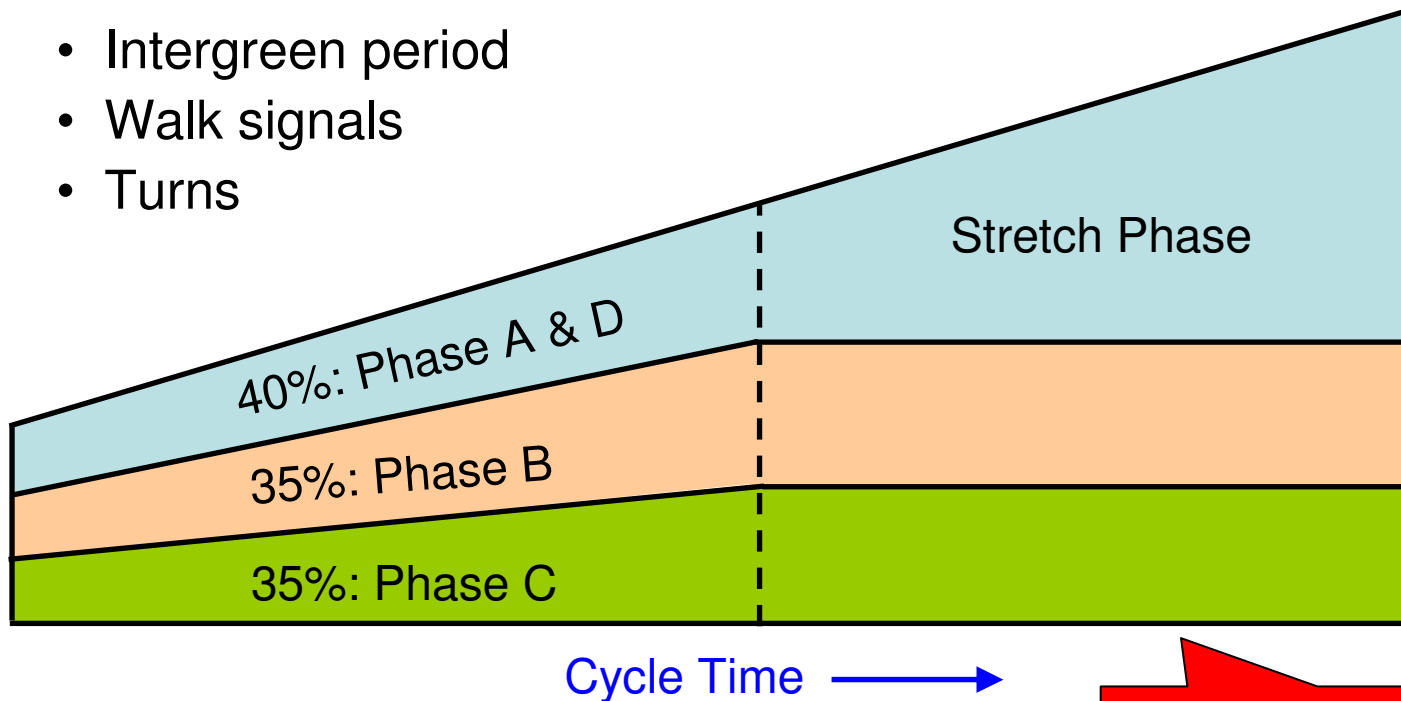 • Intergreen period
• Walk signals
• Turns
Stretch Phase
40%: Phase A & D
35%: Phase B
35%: Phase C
Cycle Time